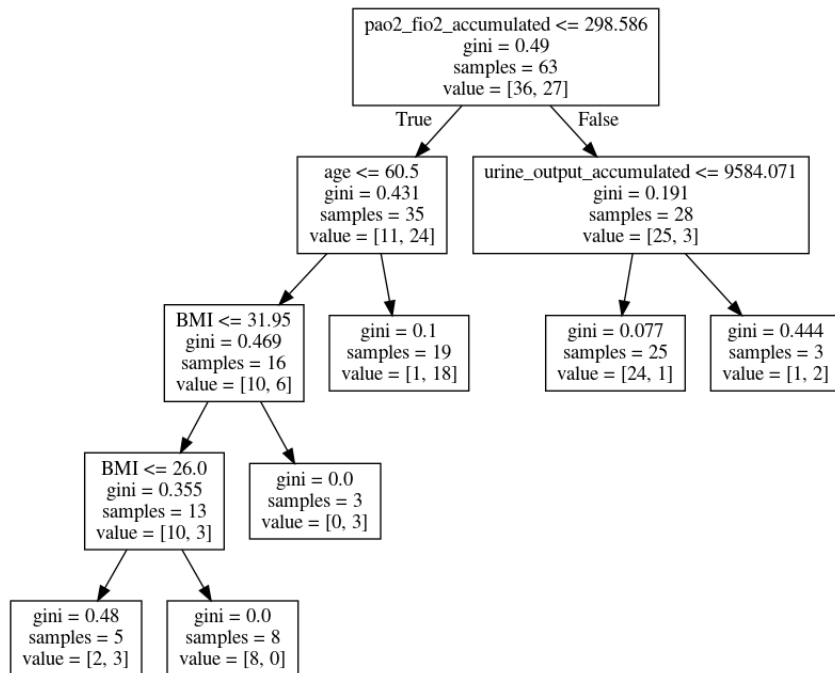 pao2_fio2_accumulated <= 298.586
gini = 0.49
samples = 63
value = [36, 27]
True
False
age <= 60.5
gini = 0.431
samples = 35
value = [11, 24]
urine_output_accumulated <= 9584.071
gini = 0.191
samples = 28
value = [25, 3]
BMI <= 31.95
gini = 0.469
samples = 16
value = [10, 6]
gini = 0.1
samples = 19
value = [1, 18]
gini = 0.077
samples = 25
value = [24, 1]
gini = 0.444
samples = 3
value = [1, 2]
BMI <= 26.0
gini = 0.355
samples = 13
value = [10, 3]
gini = 0.0
samples = 3
value = [0, 3]
gini = 0.48
samples = 5
value = [2, 3]
gini = 0.0
samples = 8
value = [8, 0]